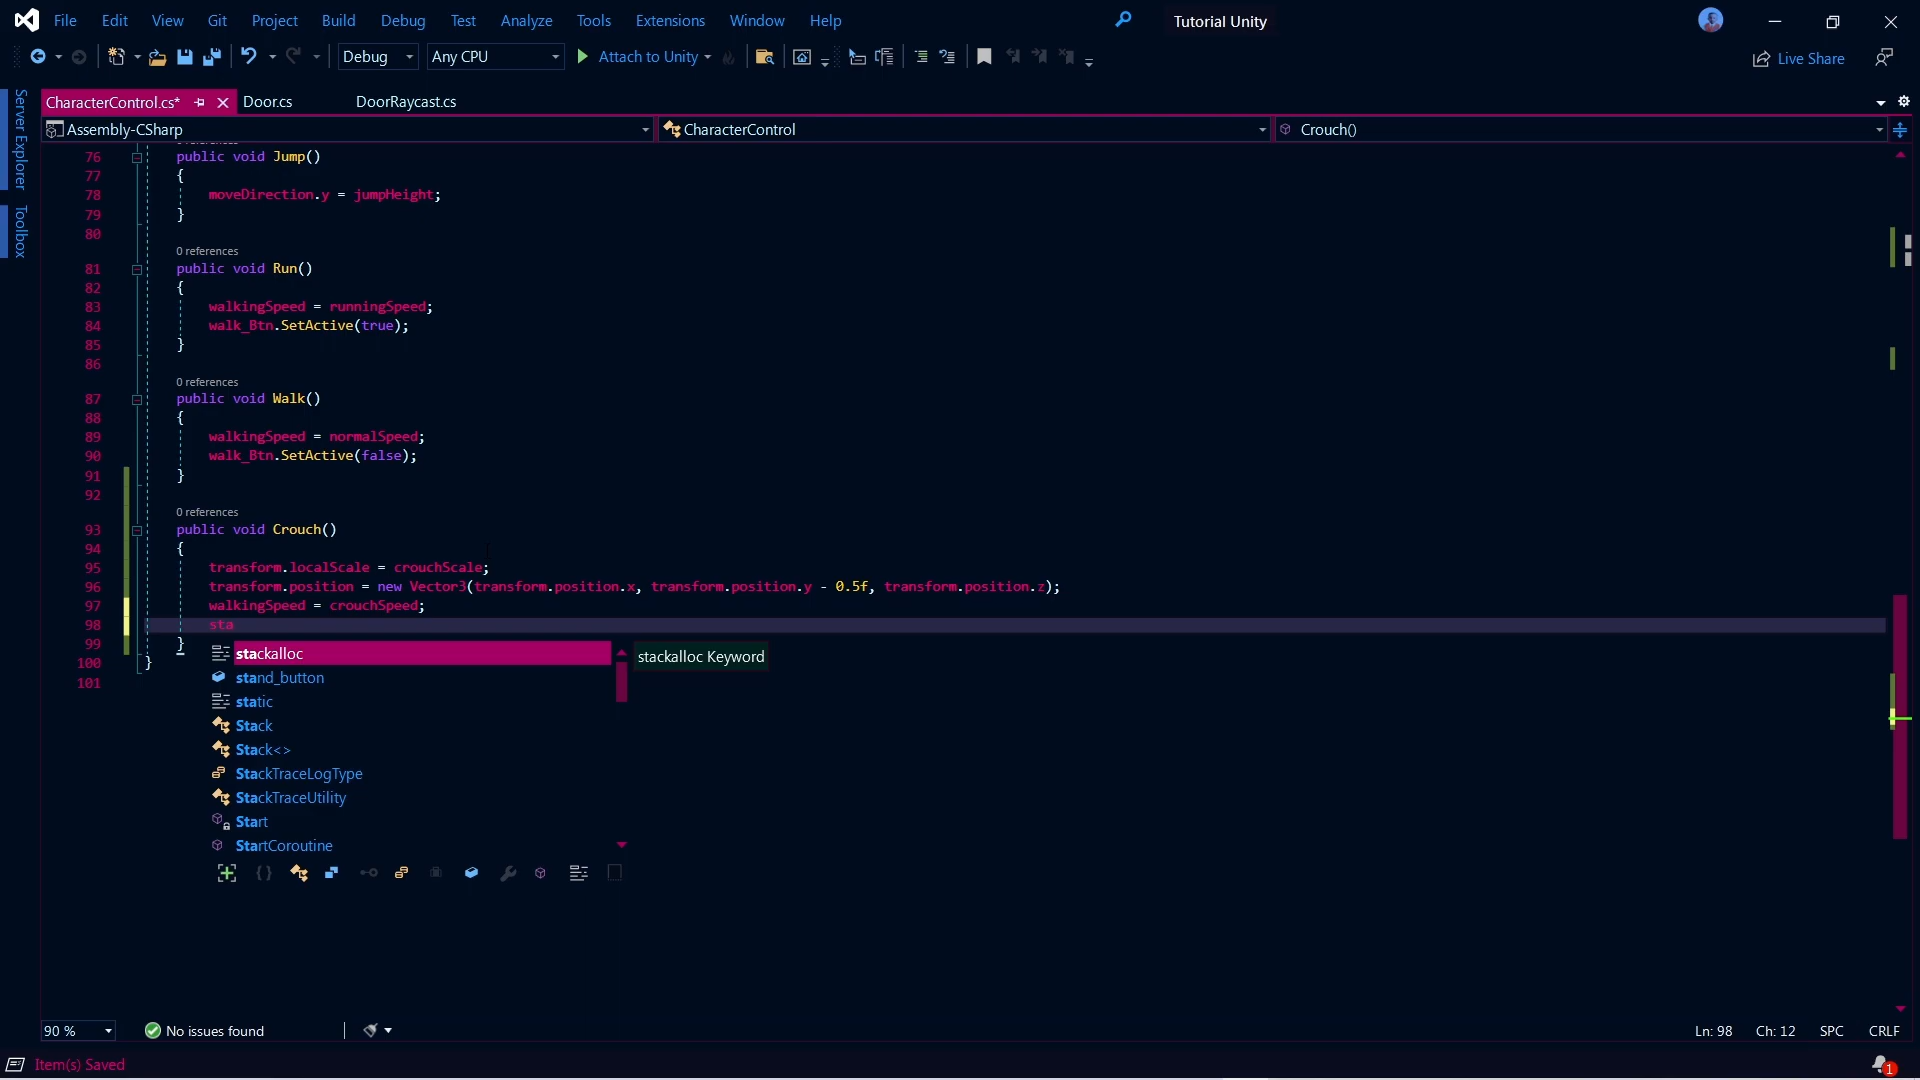 File Edit View Git Project Build Debug Test Analyze Tools Extensions Window Help Tutorial Unity
Debug Any CPU Attach to Unity Live Share
Server Explorer
Toolbox
CharacterControl.cs* Door.cs DoorRaycast.cs
Assembly-CSharp CharacterControl Crouch()
76 public void Jump()
77 {
78 moveDirection.y = jumpHeight;
79 }
80
0 references
81 public void Run()
82 {
83 walkingSpeed = runningSpeed;
84 walk_Btn.SetActive(true);
85 }
86
0 references
87 public void Walk()
88 {
89 walkingSpeed = normalSpeed;
90 walk_Btn.SetActive(false);
91 }
92
0 references
93 public void Crouch()
94 {
95 transform.localScale = crouchScale;
96 transform.position = new Vector3(transform.position.x, transform.position.y - 0.5f, transform.position.z);
97 walkingSpeed = crouchSpeed;
98 sta
99 }
100 }
101
stackalloc stackalloc Keyword
stand_button
static
Stack
Stack<>
StackTraceLogType
StackTraceUtility
Start
StartCoroutine
90 % No issues found Ln: 98 Ch: 12 SPC CRLF
Item(s) Saved 1